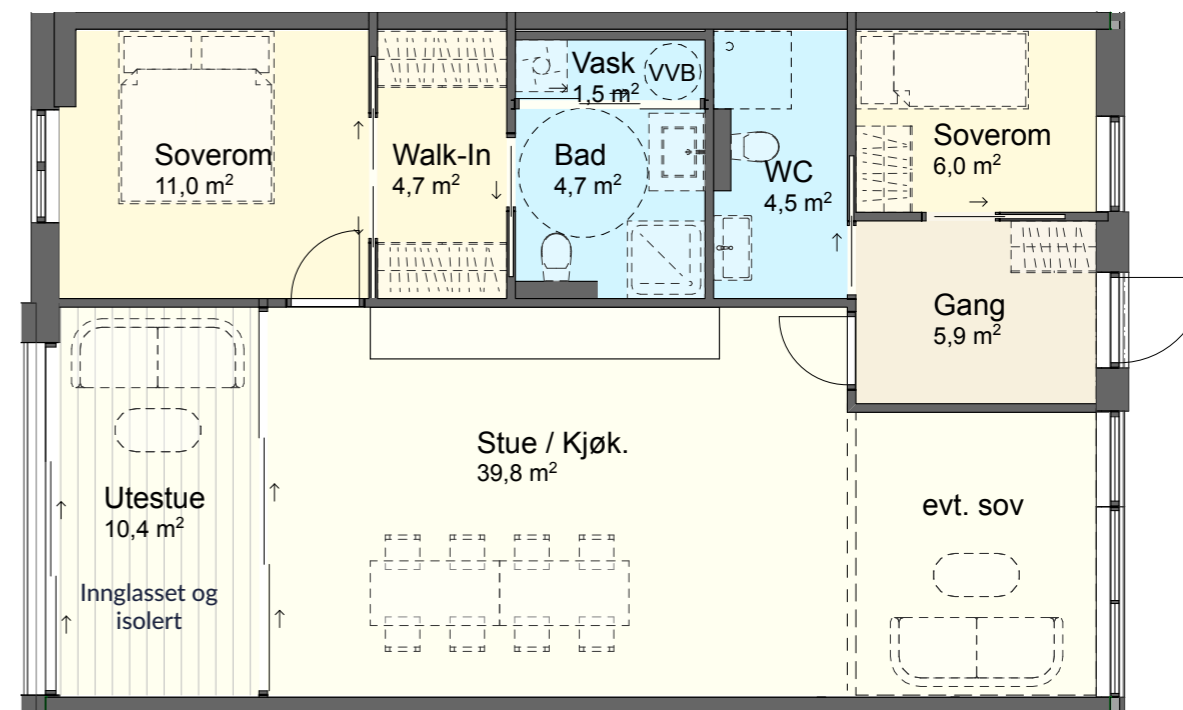 Soverom
11,0 m²
Walk-In
4,7 m²
Vask
1,5 m²
VVB
Bad
4,7 m²
WC
4,5 m²
Soverom
6,0 m²
Gang
5,9 m²
Stue / Kjøk.
39,8 m²
Utestue
10,4 m²
Innglasset og
isolert
evt. sov